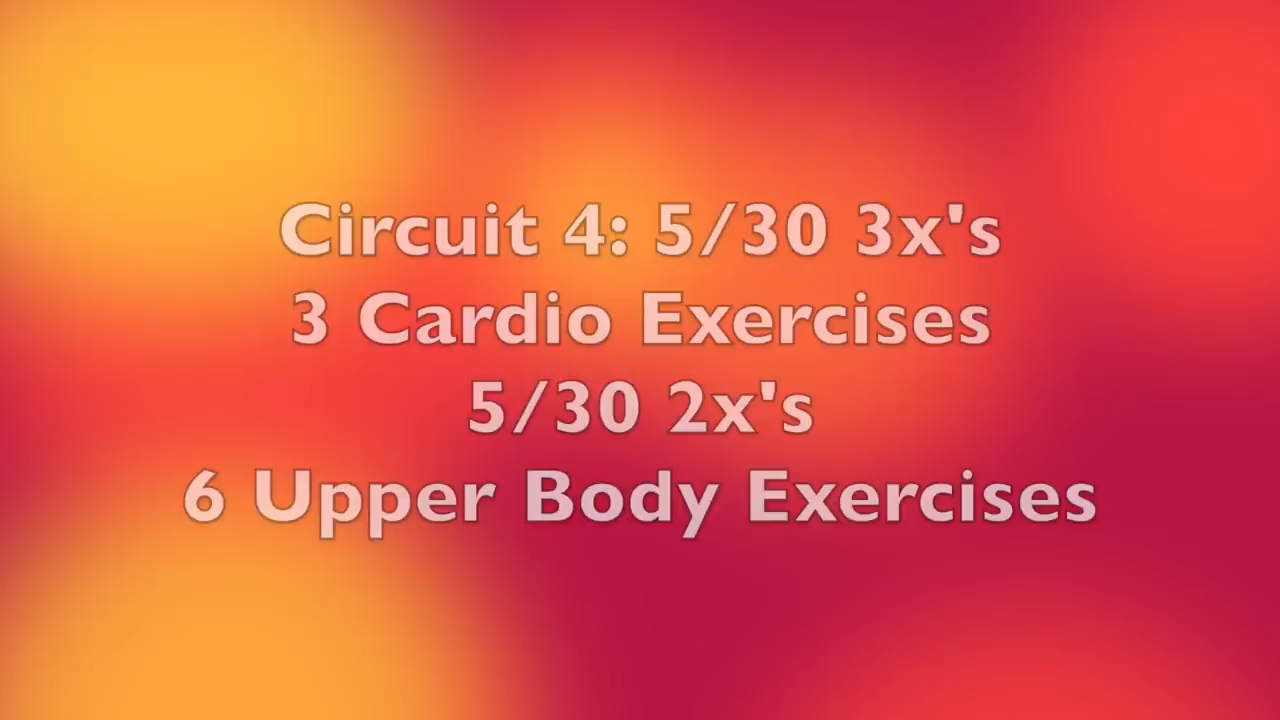 Circuit 4: 5/30 3x's
3 Cardio Exercises
5/30 2x's
6 Upper Body Exercises